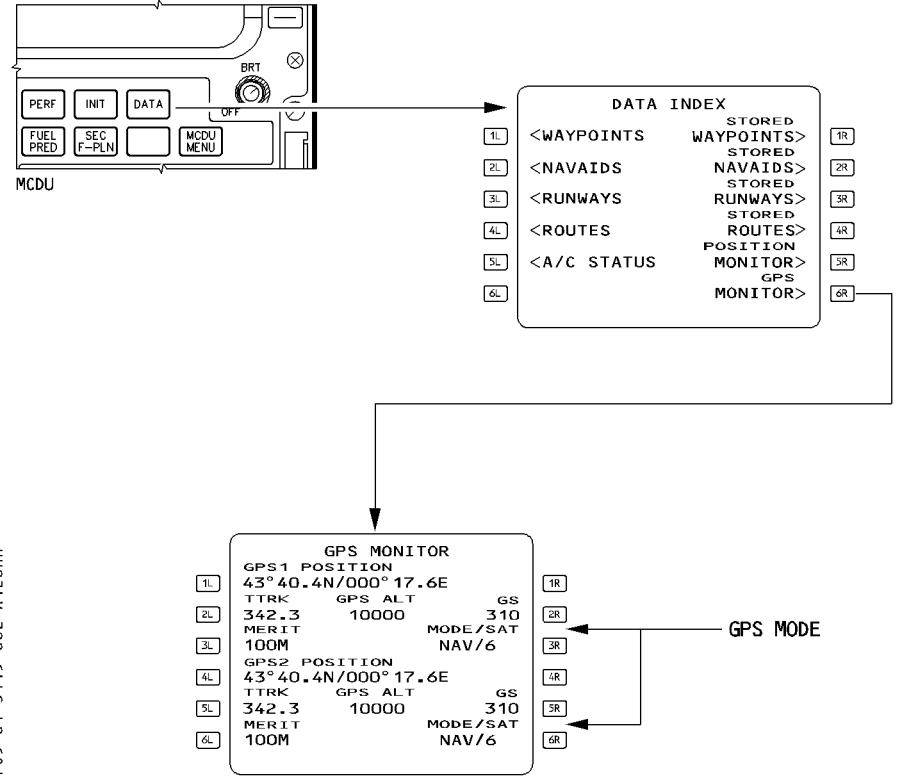 BRT
OFF
PERF
INIT
DATA
FUEL PRED
SEC F-PLN
MCDU MENU
MCDU
DATA INDEX
STORED
1L <WAYPOINTS WAYPOINTS> 1R
STORED
2L <NAVAIDS NAVAIDS> 2R
STORED
3L <RUNWAYS RUNWAYS> 3R
STORED
4L <ROUTES ROUTES> 4R
POSITION
5L <A/C STATUS MONITOR> 5R
GPS
6L MONITOR> 6R
GPS MONITOR
GPS1 POSITION
1L 43°40.4N/000°17.6E 1R
TTRK GPS ALT GS
2L 342.3 10000 310 2R
MERIT MODE/SAT
3L 100M NAV/6 3R
GPS2 POSITION
4L 43°40.4N/000°17.6E 4R
TTRK GPS ALT GS
5L 342.3 10000 310 5R
MERIT MODE/SAT
6L 100M NAV/6 6R
GPS MODE